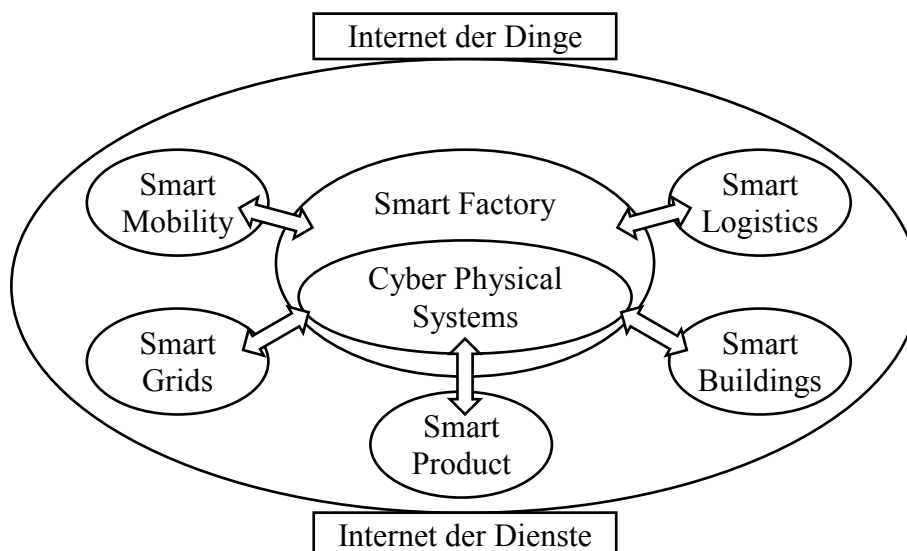 Internet der Dinge
Smart
Mobility
Smart Factory
Smart
Logistics
Cyber Physical
Systems
Smart
Grids
Smart
Buildings
Smart
Product
Internet der Dienste